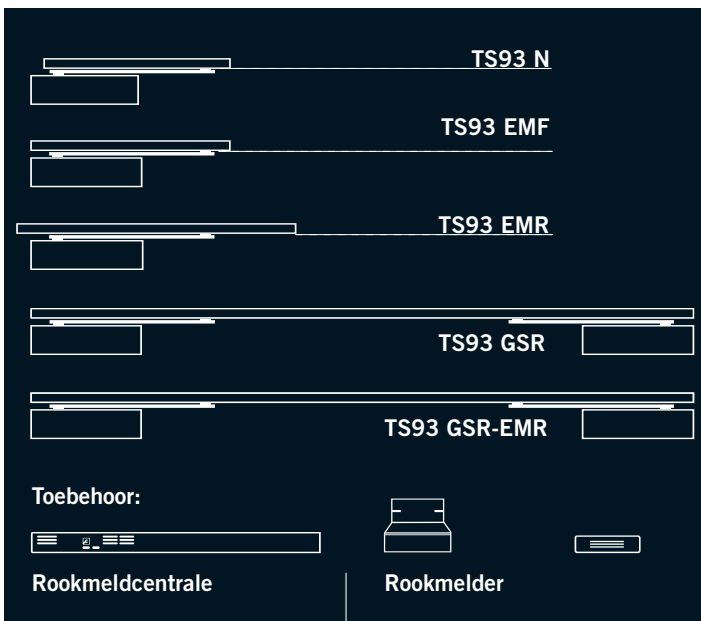 TS93 N
TS93 EMF
TS93 EMR
TS93 GSR
TS93 GSR-EMR
Toebehoor:
Rookmeldcentrale
Rookmelder